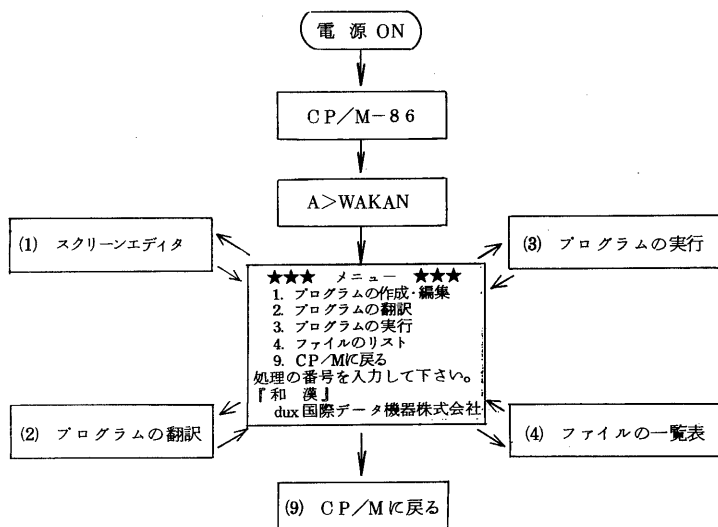 電源 ON
CP/M-86
A>WAKAN
(1) スクリーンエディタ
(3) プログラムの実行
★★★ メニュー ★★★
1. プログラムの作成・編集
2. プログラムの翻訳
3. プログラムの実行
4. ファイルのリスト
9. CP/Mに戻る
処理の番号を入力して下さい。
『和 漢』
dux 国際データ機器株式会社
(2) プログラムの翻訳
(4) ファイルの一覧表
(9) CP/Mに戻る